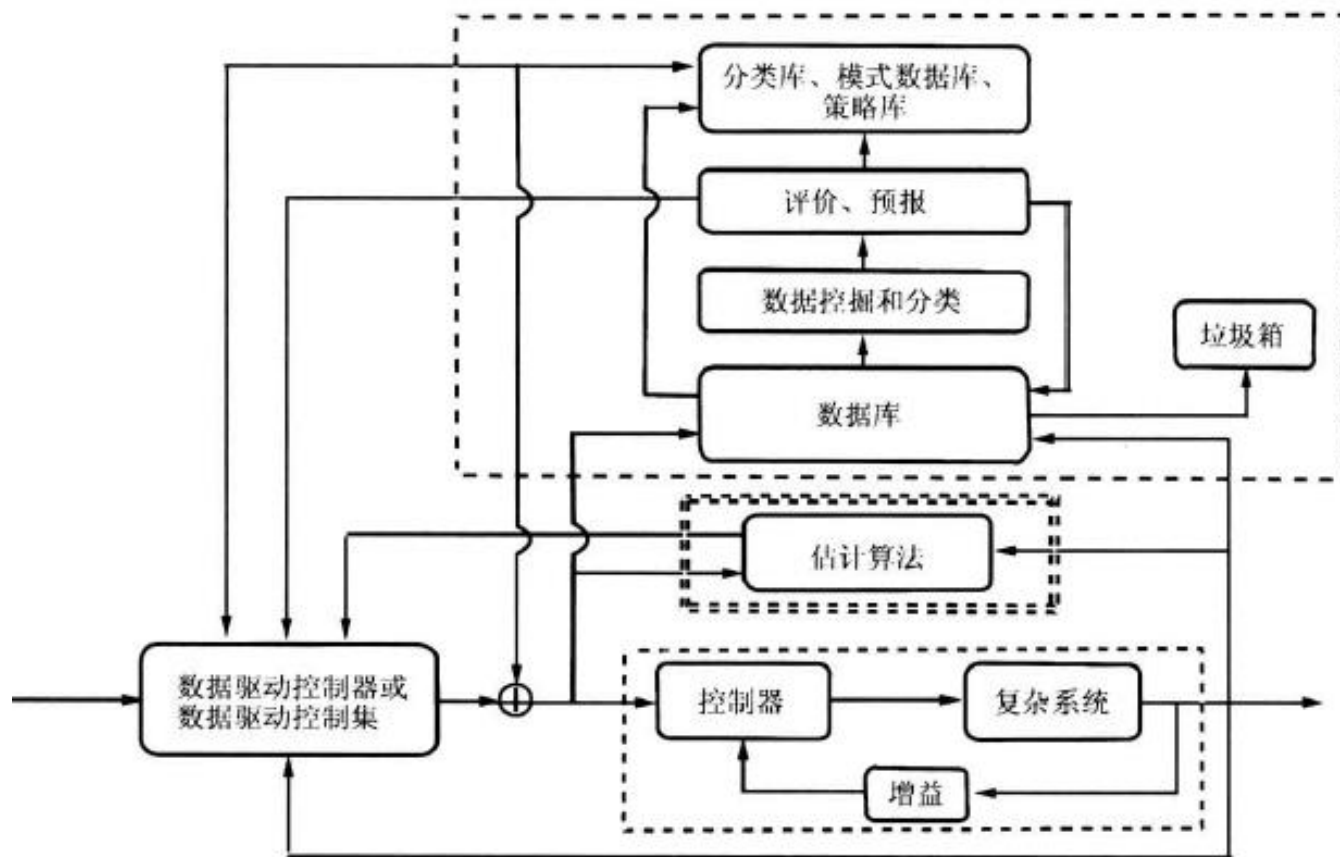 分类库、模式数据库、
策略库
评价、预报
数据挖掘和分类
垃圾箱
数据库
估计算法
数据驱动控制器或
数据驱动控制集
控制器
复杂系统
增益